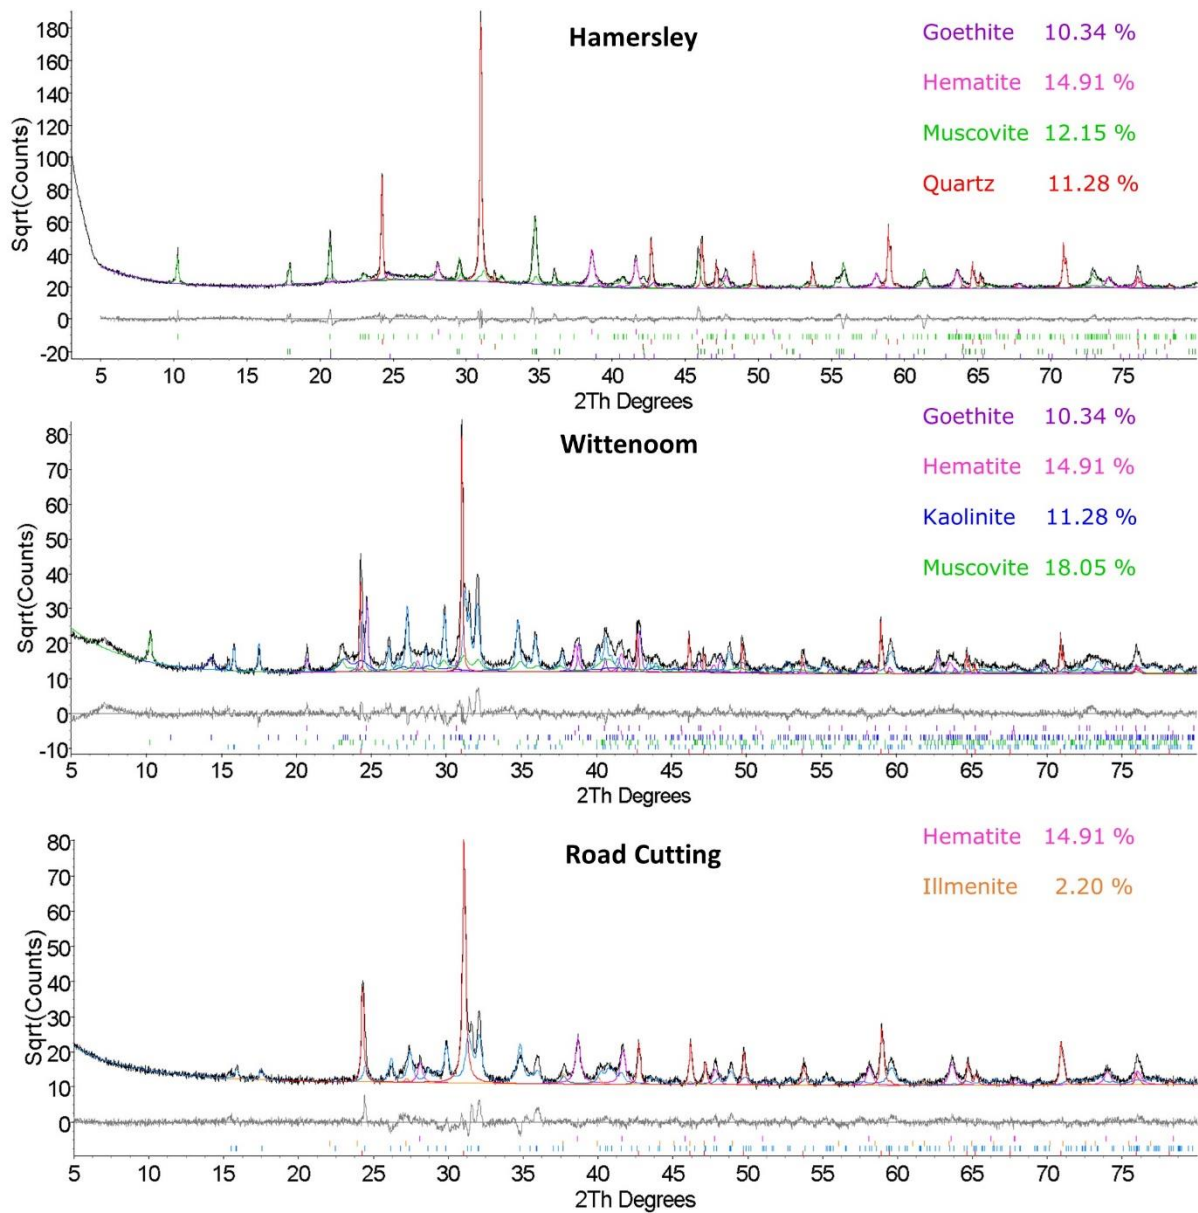 Hamersley
Goethite 10.34 %
Hematite 14.91 %
Muscovite 12.15 %
Quartz 11.28 %
Sqrt(Counts)
180
160
140
120
100
80
60
40
20
0
-20
5 10 15 20 25 30 35 40 45 50 55 60 65 70 75
2Th Degrees
Wittenoom
Goethite 10.34 %
Hematite 14.91 %
Kaolinite 11.28 %
Muscovite 18.05 %
Sqrt(Counts)
80
70
60
50
40
30
20
10
0
-10
5 10 15 20 25 30 35 40 45 50 55 60 65 70 75
2Th Degrees
Road Cutting
Hematite 14.91 %
Illmenite 2.20 %
Sqrt(Counts)
80
70
60
50
40
30
20
10
0
5 10 15 20 25 30 35 40 45 50 55 60 65 70 75
2Th Degrees